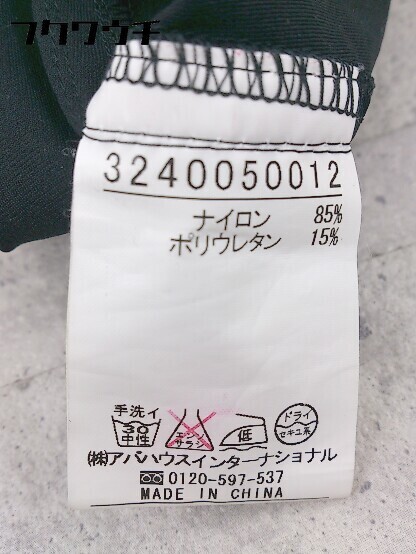 フクワウチ
3240050012
ナイロン 85%
ポリウレタン 15%
手洗イ
30
中性
エンソ
サラシ
低
ドライ
セキユ系
(株)アバハウスインターナショナル
0120-597-537
MADE IN CHINA